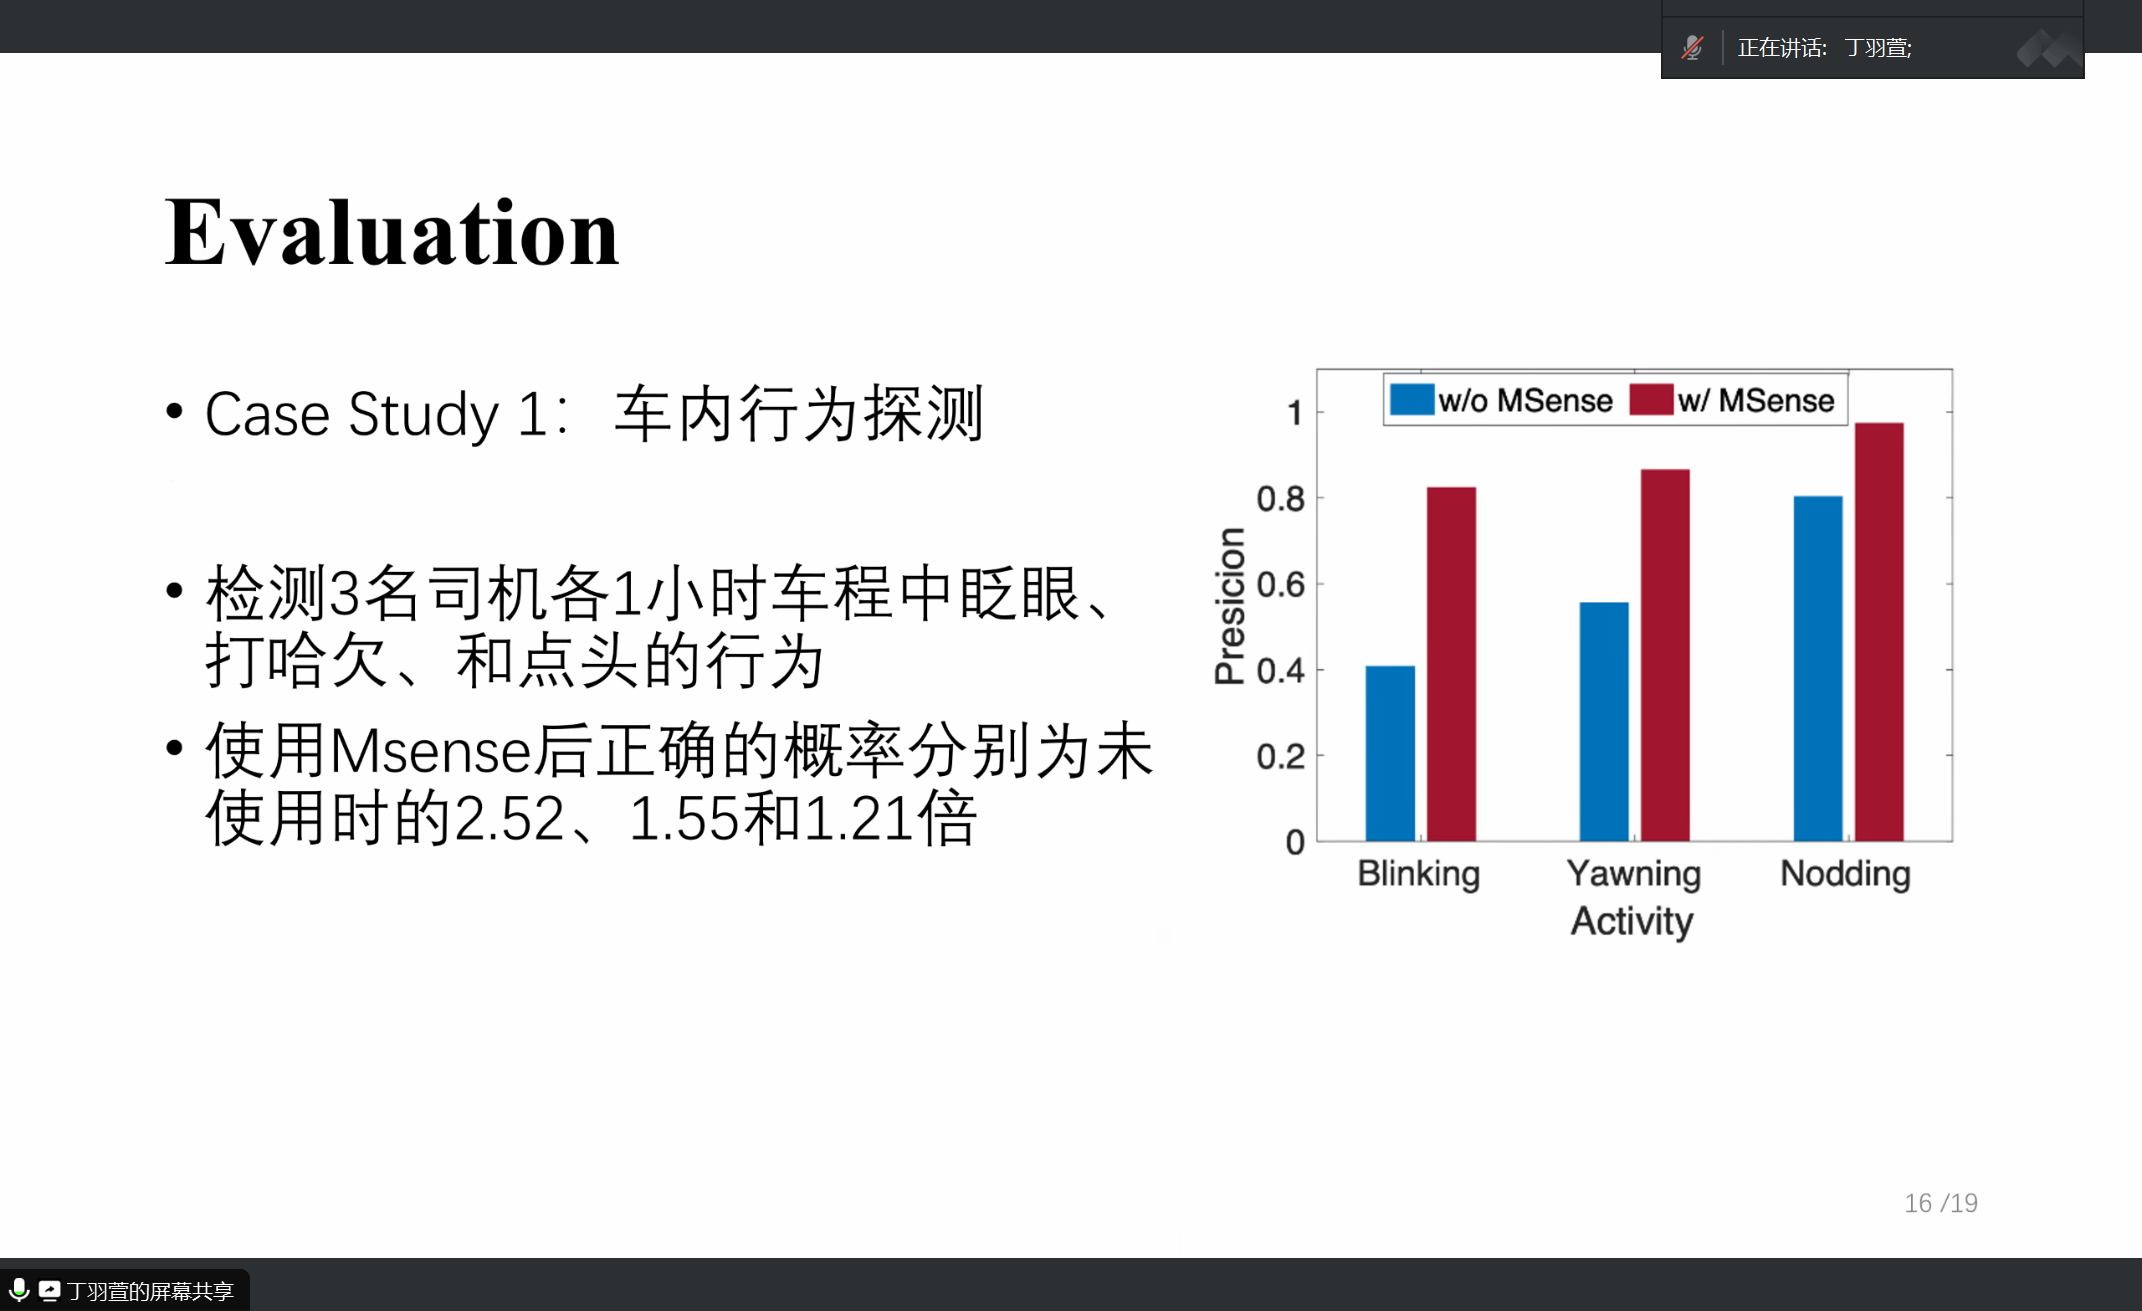 正在讲话: 丁羽萱;
Evaluation
• Case Study 1： 车内行为探测
• 检测3名司机各1小时车程中眨眼、
打哈欠、和点头的行为
• 使用Msense后正确的概率分别为未
使用时的2.52、1.55和1.21倍
w/o MSense w/ MSense
1
0.8
0.6
0.4
0.2
0
Presicion
Blinking Yawning Nodding
Activity
16 /19
丁羽萱的屏幕共享